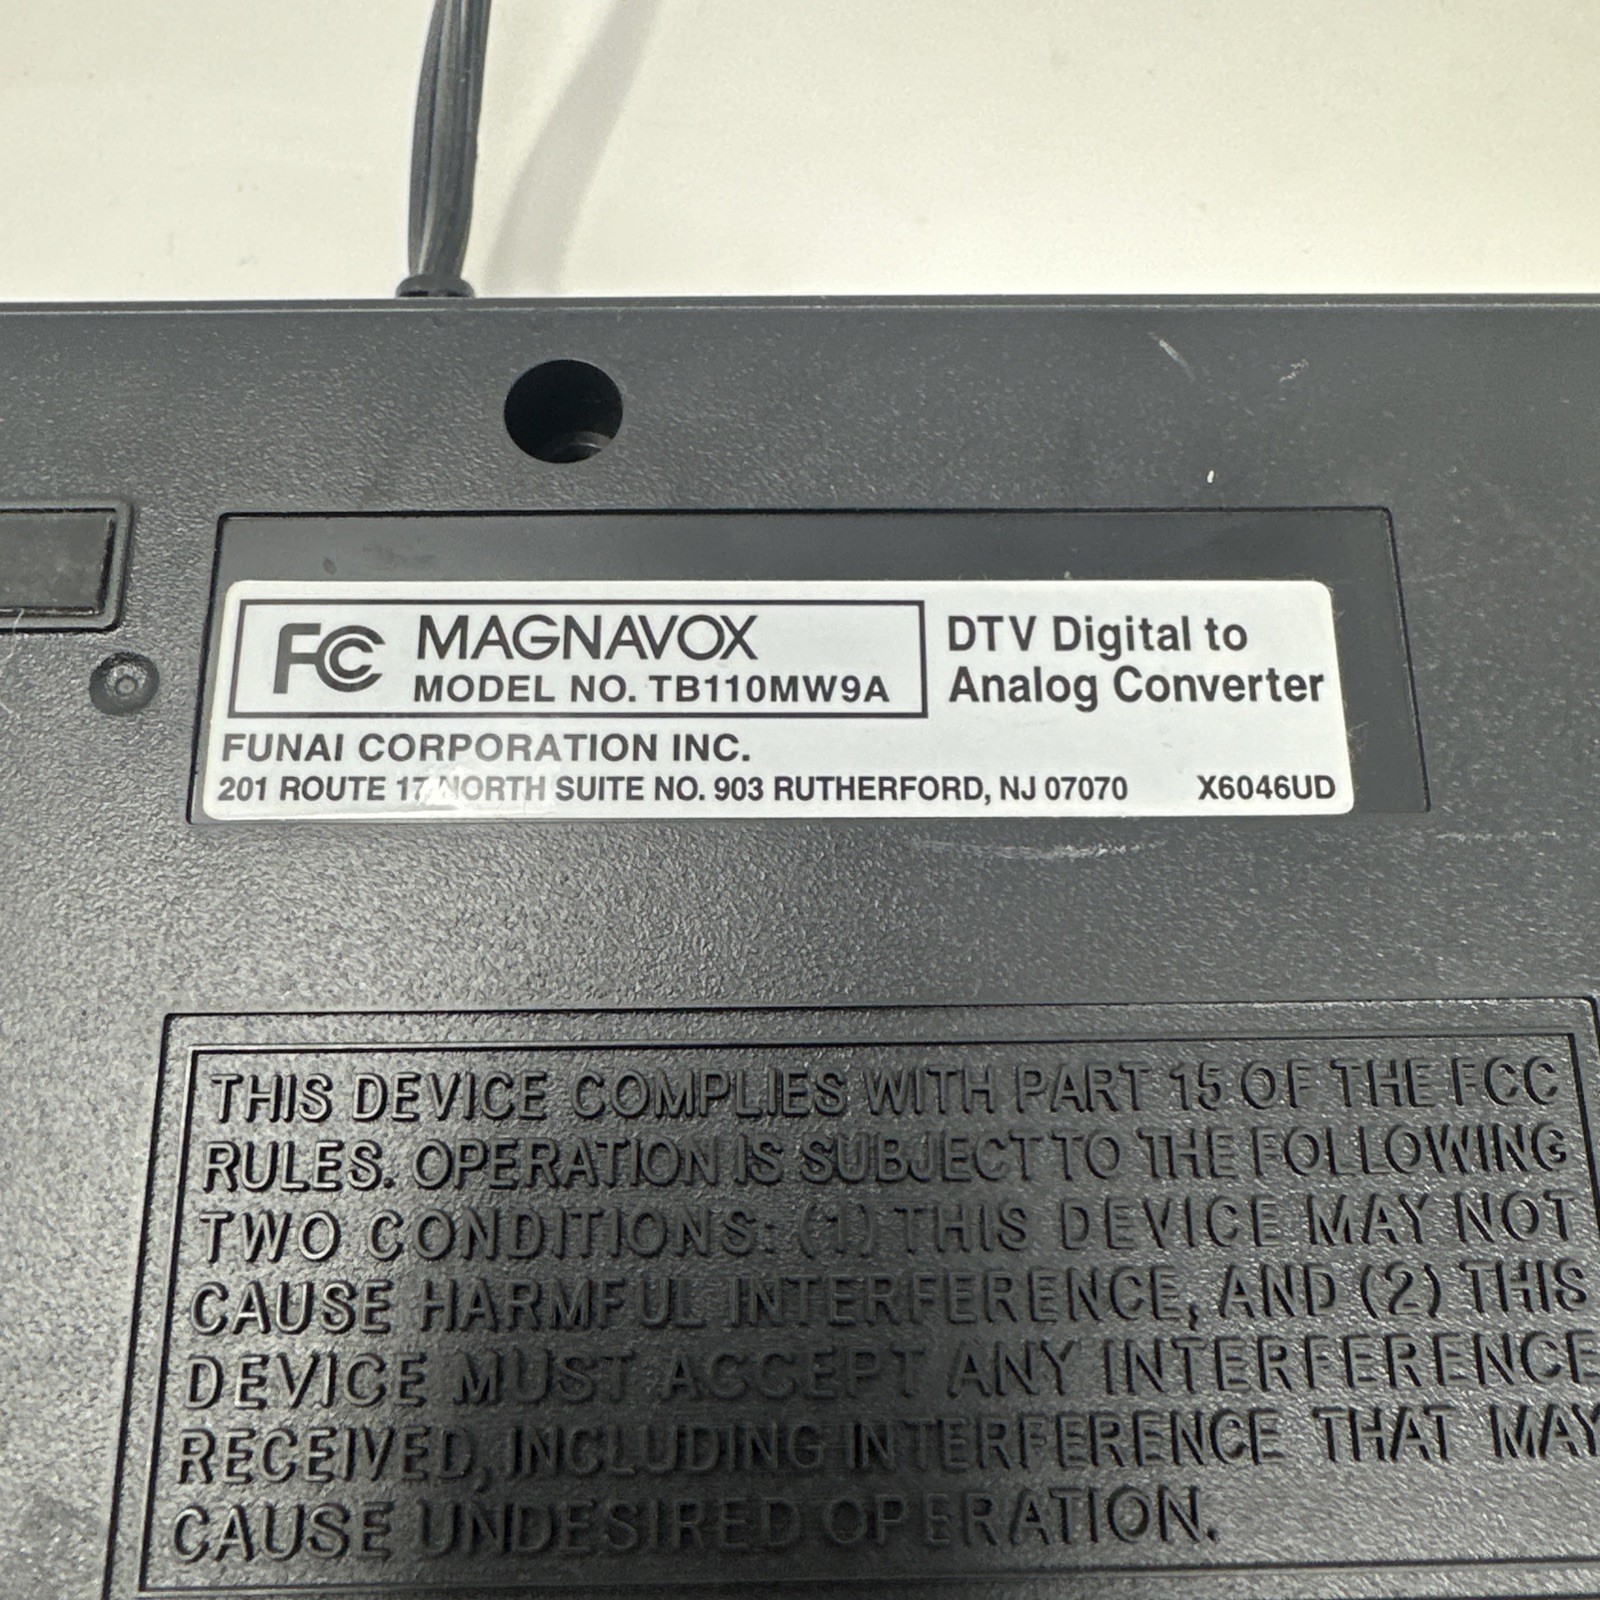 FC MAGNAVOX
MODEL NO. TB110MW9A
DTV Digital to
Analog Converter
FUNAI CORPORATION INC.
201 ROUTE 17 NORTH SUITE NO. 903 RUTHERFORD, NJ 07070 X6046UD
THIS DEVICE COMPLIES WITH PART 15 OF THE FCC
RULES. OPERATION IS SUBJECT TO THE FOLLOWING
TWO CONDITIONS: (1) THIS DEVICE MAY NOT
CAUSE HARMFUL INTERFERENCE, AND (2) THIS
DEVICE MUST ACCEPT ANY INTERFERENCE
RECEIVED, INCLUDING INTERFERENCE THAT MAY
CAUSE UNDESIRED OPERATION.